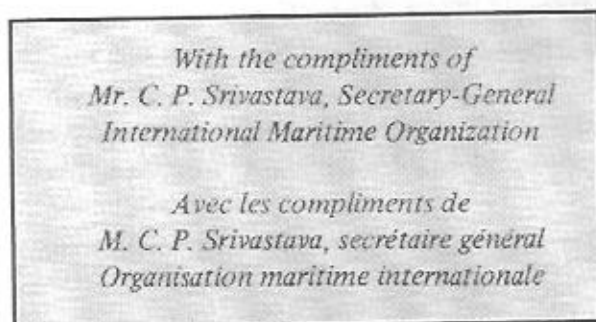 With the compliments of
Mr. C. P. Srivastava, Secretary-General
International Maritime Organization
Avec les compliments de
M. C. P. Srivastava, secrétaire général
Organisation maritime internationale